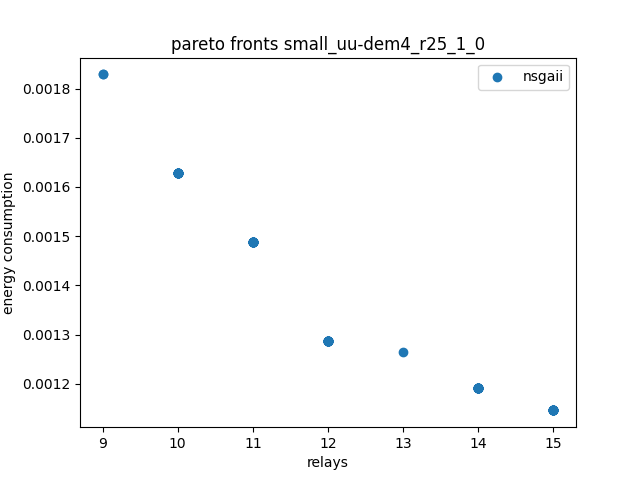 pareto fronts small_uu-dem4_r25_1_0
nsgaii
0.0018
0.0017
0.0016
0.0015
0.0014
0.0013
0.0012
energy consumption
9 10 11 12 13 14 15
relays